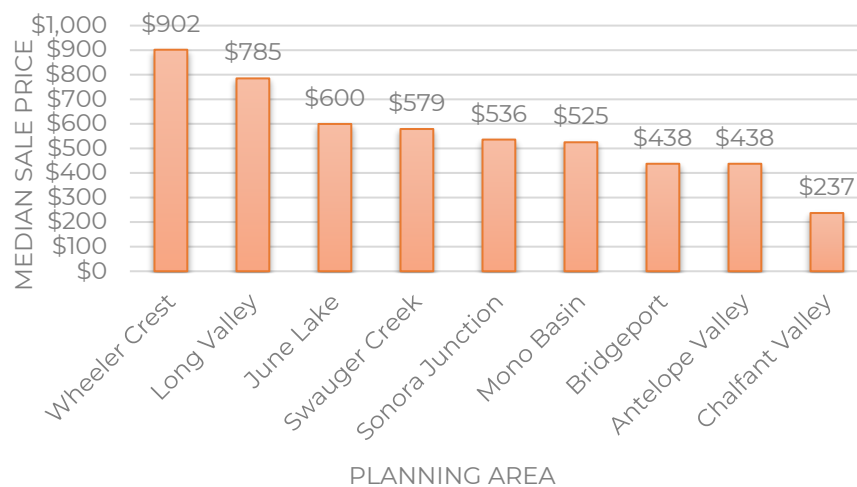 MEDIAN SALE PRICE
$1,000
$900
$800
$700
$600
$500
$400
$300
$200
$100
$0
$902
$785
$600
$579
$536
$525
$438
$438
$237
Wheeler Crest
Long Valley
June Lake
Swauger Creek
Sonora Junction
Mono Basin
Bridgeport
Antelope Valley
Chalfant Valley
PLANNING AREA